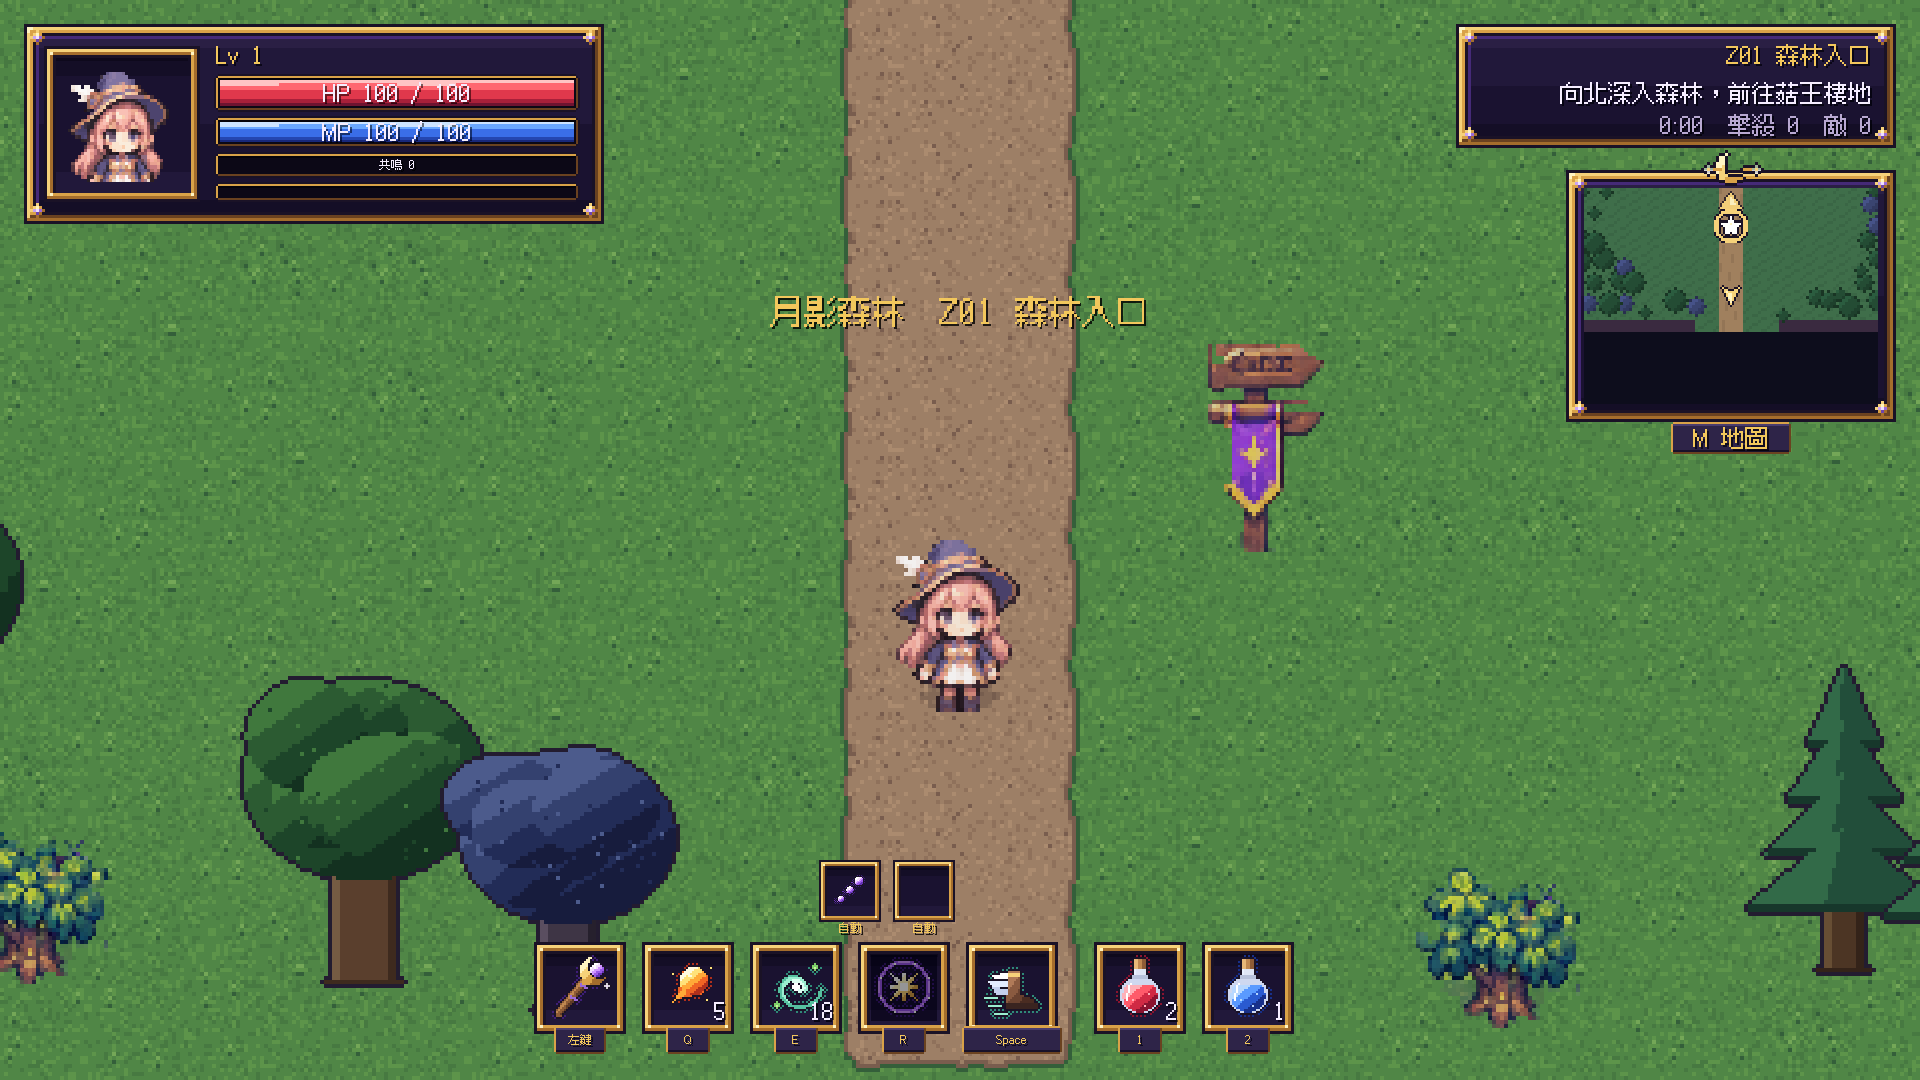 Lv 1
HP 100 / 100
MP 100 / 100
共鳴 0
Z01 森林入口
向北深入森林，前往菇王棲地
0:00 擊殺 0 敵 0
M 地圖
月影森林 Z01 森林入口
自動 自動
5 18 2 1
左鍵 Q E R Space 1 2